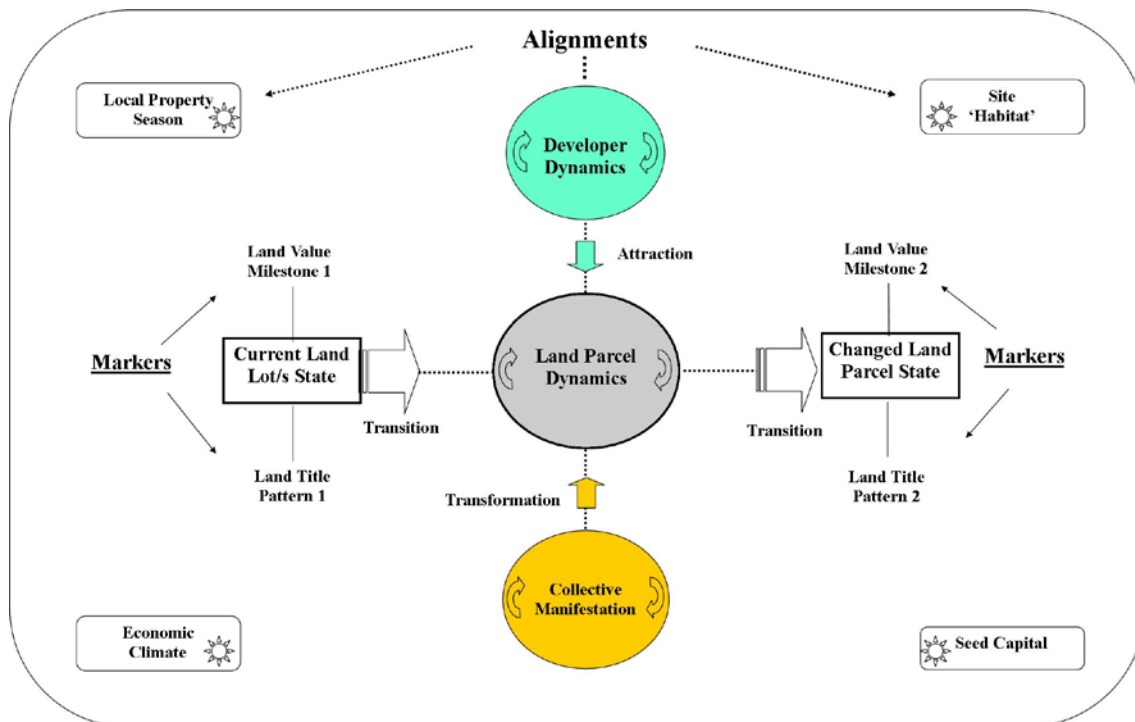 Alignments
Local Property
Season
Site
‘Habitat’
Developer
Dynamics
Attraction
Land Value
Milestone 1
Land Value
Milestone 2
Markers
Current Land
Lot/s State
Transition
Land Parcel
Dynamics
Changed Land
Parcel State
Transition
Markers
Land Title
Pattern 1
Transformation
Land Title
Pattern 2
Collective
Manifestation
Economic
Climate
Seed Capital